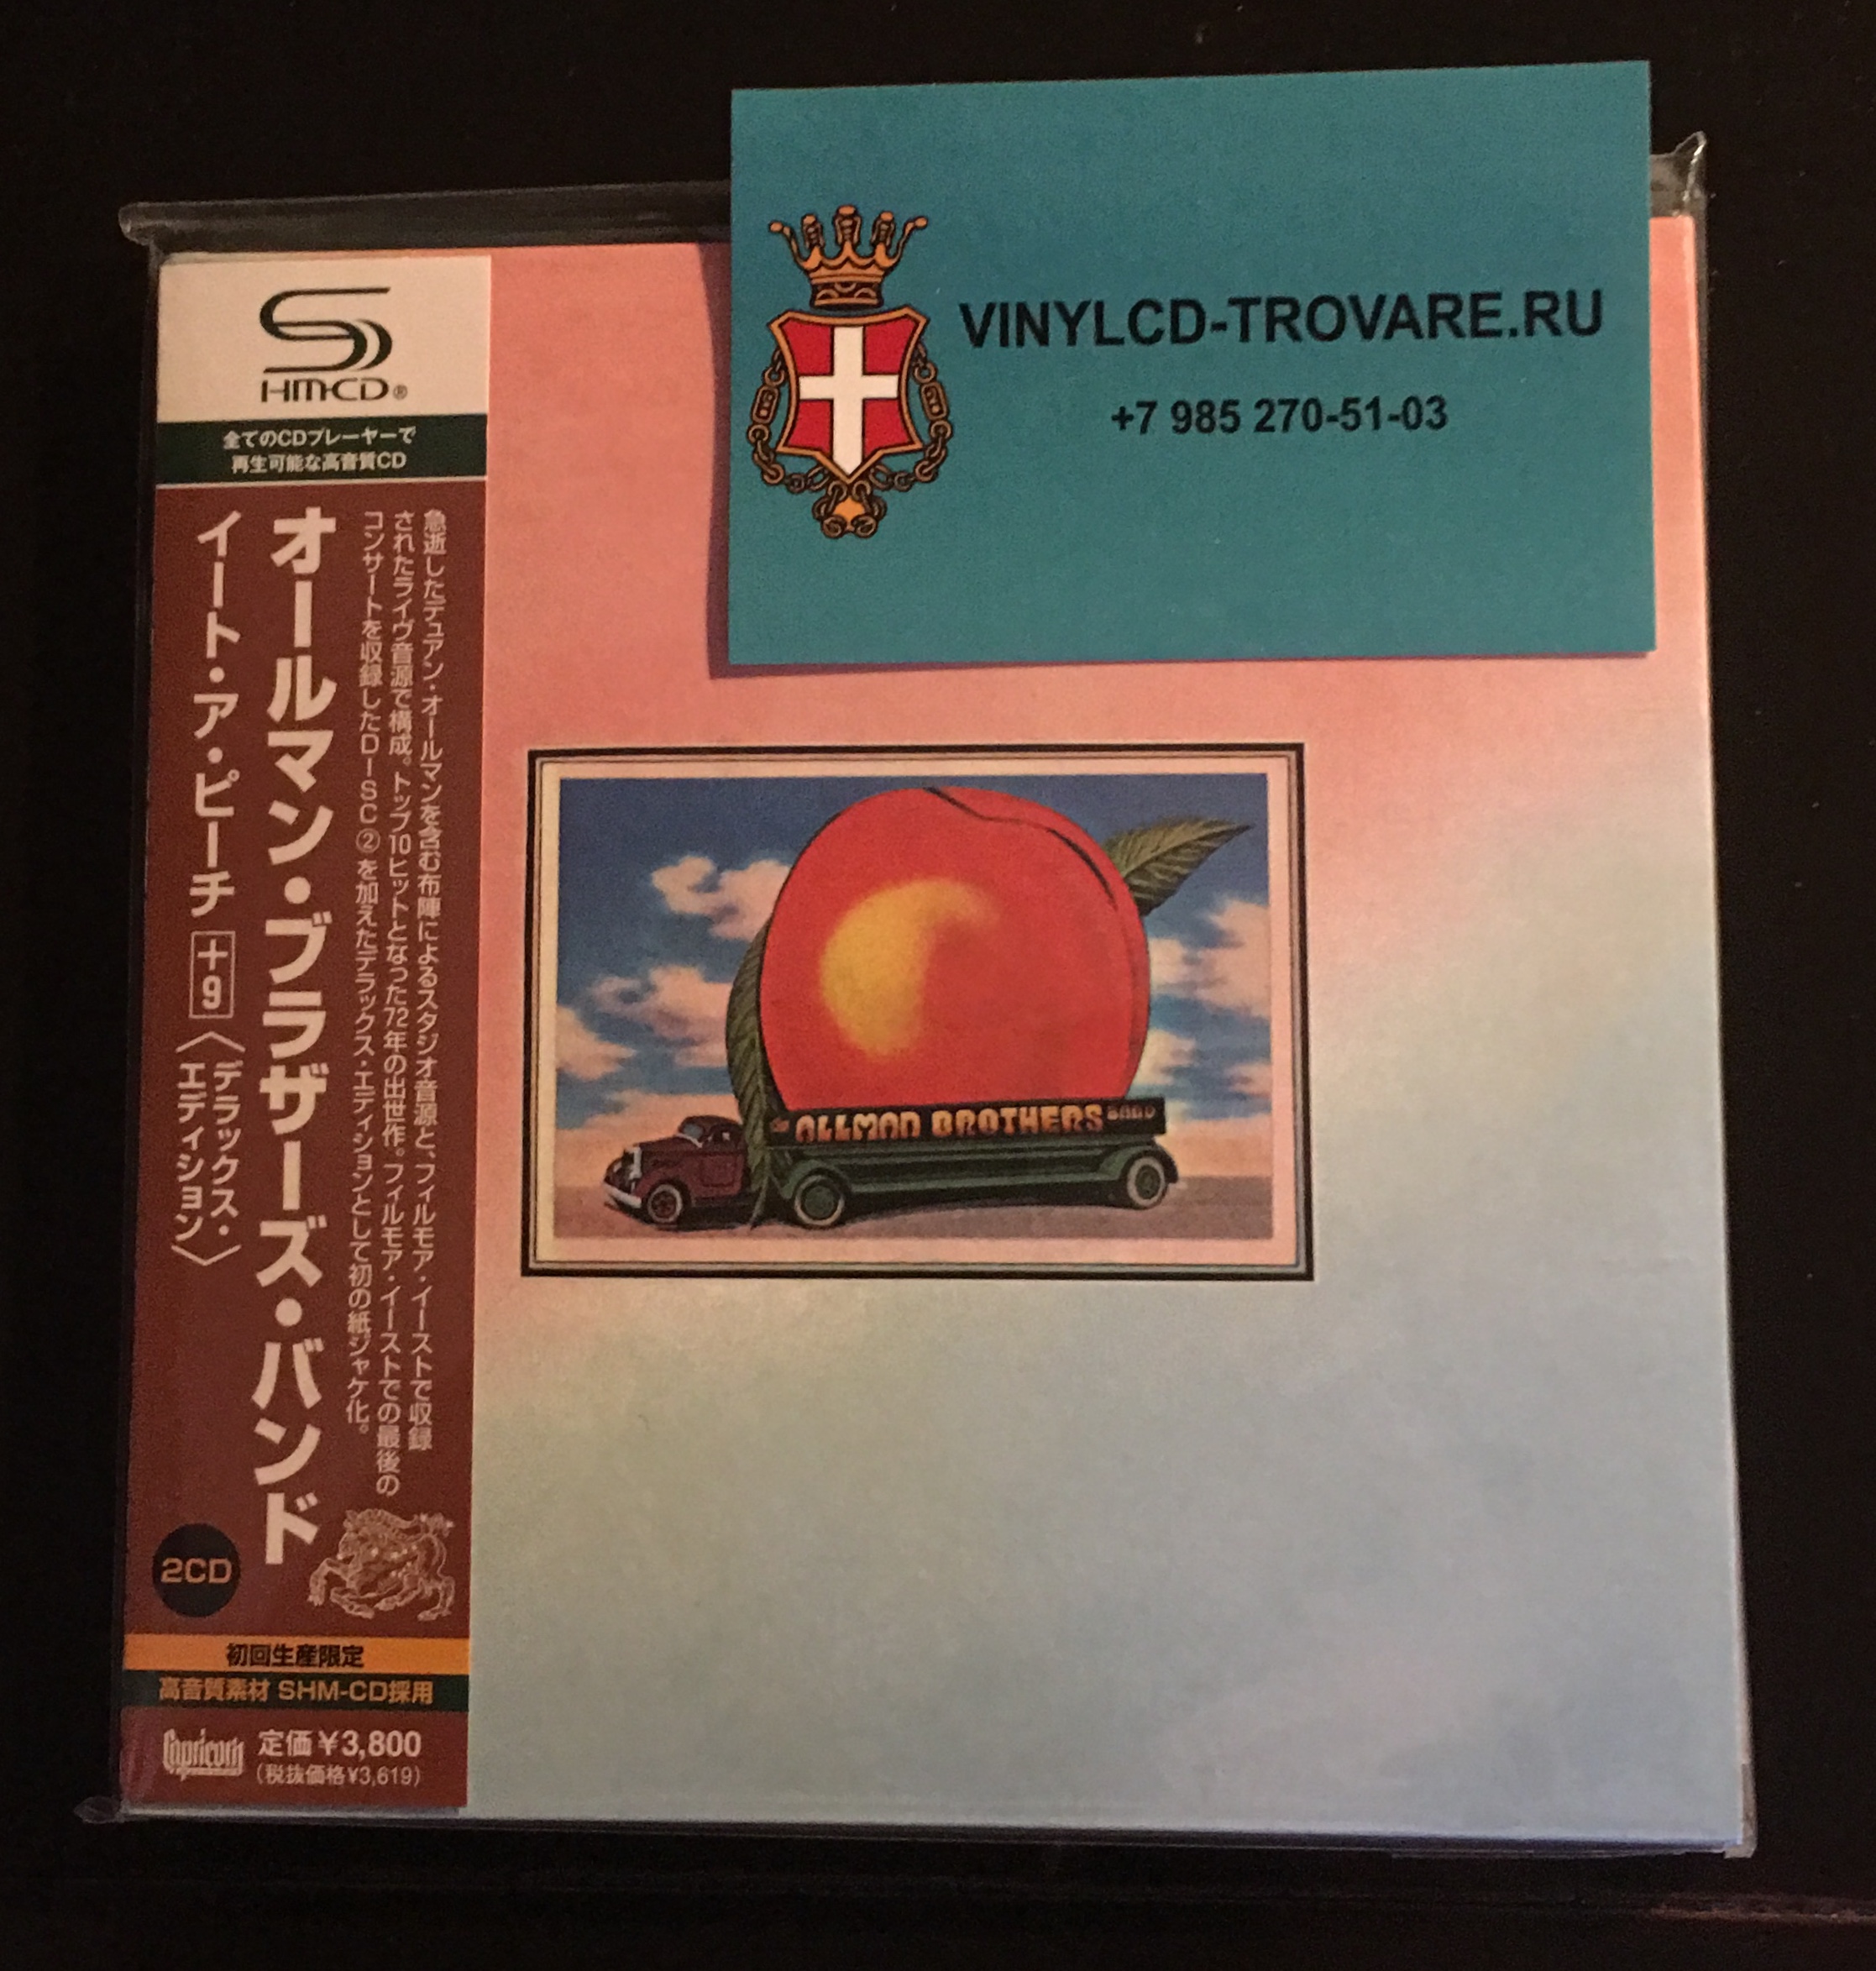 VINYLCD-TROVARE.RU
+7 985 270-51-03
HM-CD®
全てのCDプレーヤーで
再生可能な高音質CD
急逝したデュアン・オールマンを含む布陣によるスタジオ音源と、フィルモア・イーストで収録
されたライヴ音源で構成。トップ10ヒットとなった72年の出世作。フィルモア・イーストでの最後の
コンサートを収録したDISC②を加えたデラックス・エディションとして初の紙ジャケ化。
オールマン・ブラザーズ・バンド
イート・ア・ピーチ +9 〈デラックス・
エディション〉
2CD
初回生産限定
高音質素材 SHM-CD採用
Capricorn
定価¥3,800
(税抜価格¥3,619)
the ALLMAN BROTHERS BAND